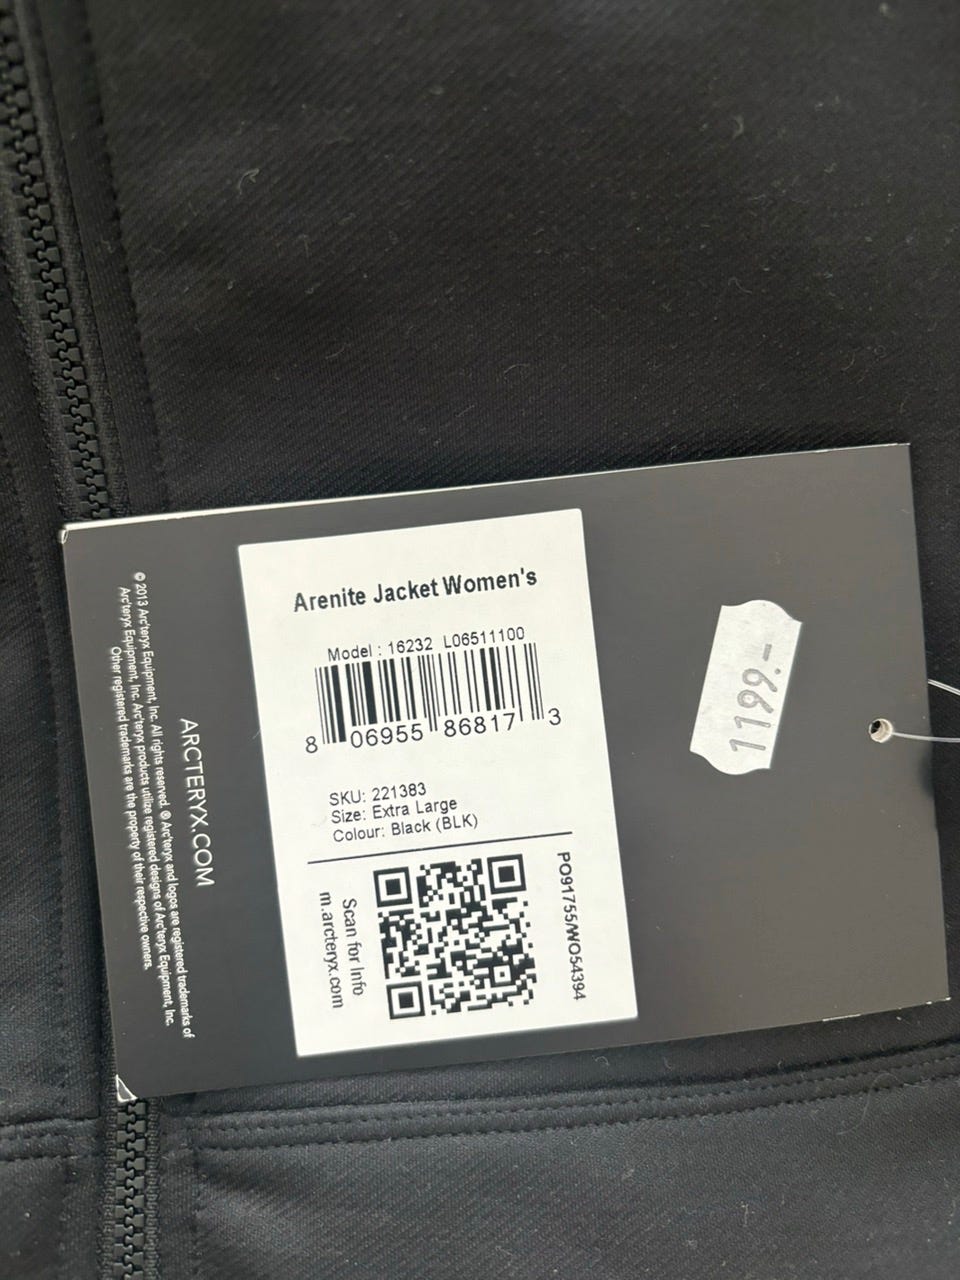 Arenite Jacket Women's
Model : 16232 L06511100
8 06955 86817 3
SKU: 221383
Size: Extra Large
Colour: Black (BLK)
PO91755/WO54394
Scan for Info
m.arcteryx.com
1199.-
ARCTERYX.COM
© 2013 Arc'teryx Equipment, Inc. All rights reserved. ® Arc'teryx and logos are registered trademarks of
Arc'teryx Equipment, Inc. Arc'teryx products utilize registered designs of Arc'teryx Equipment, Inc.
Other registered trademarks are the property of their respective owners.